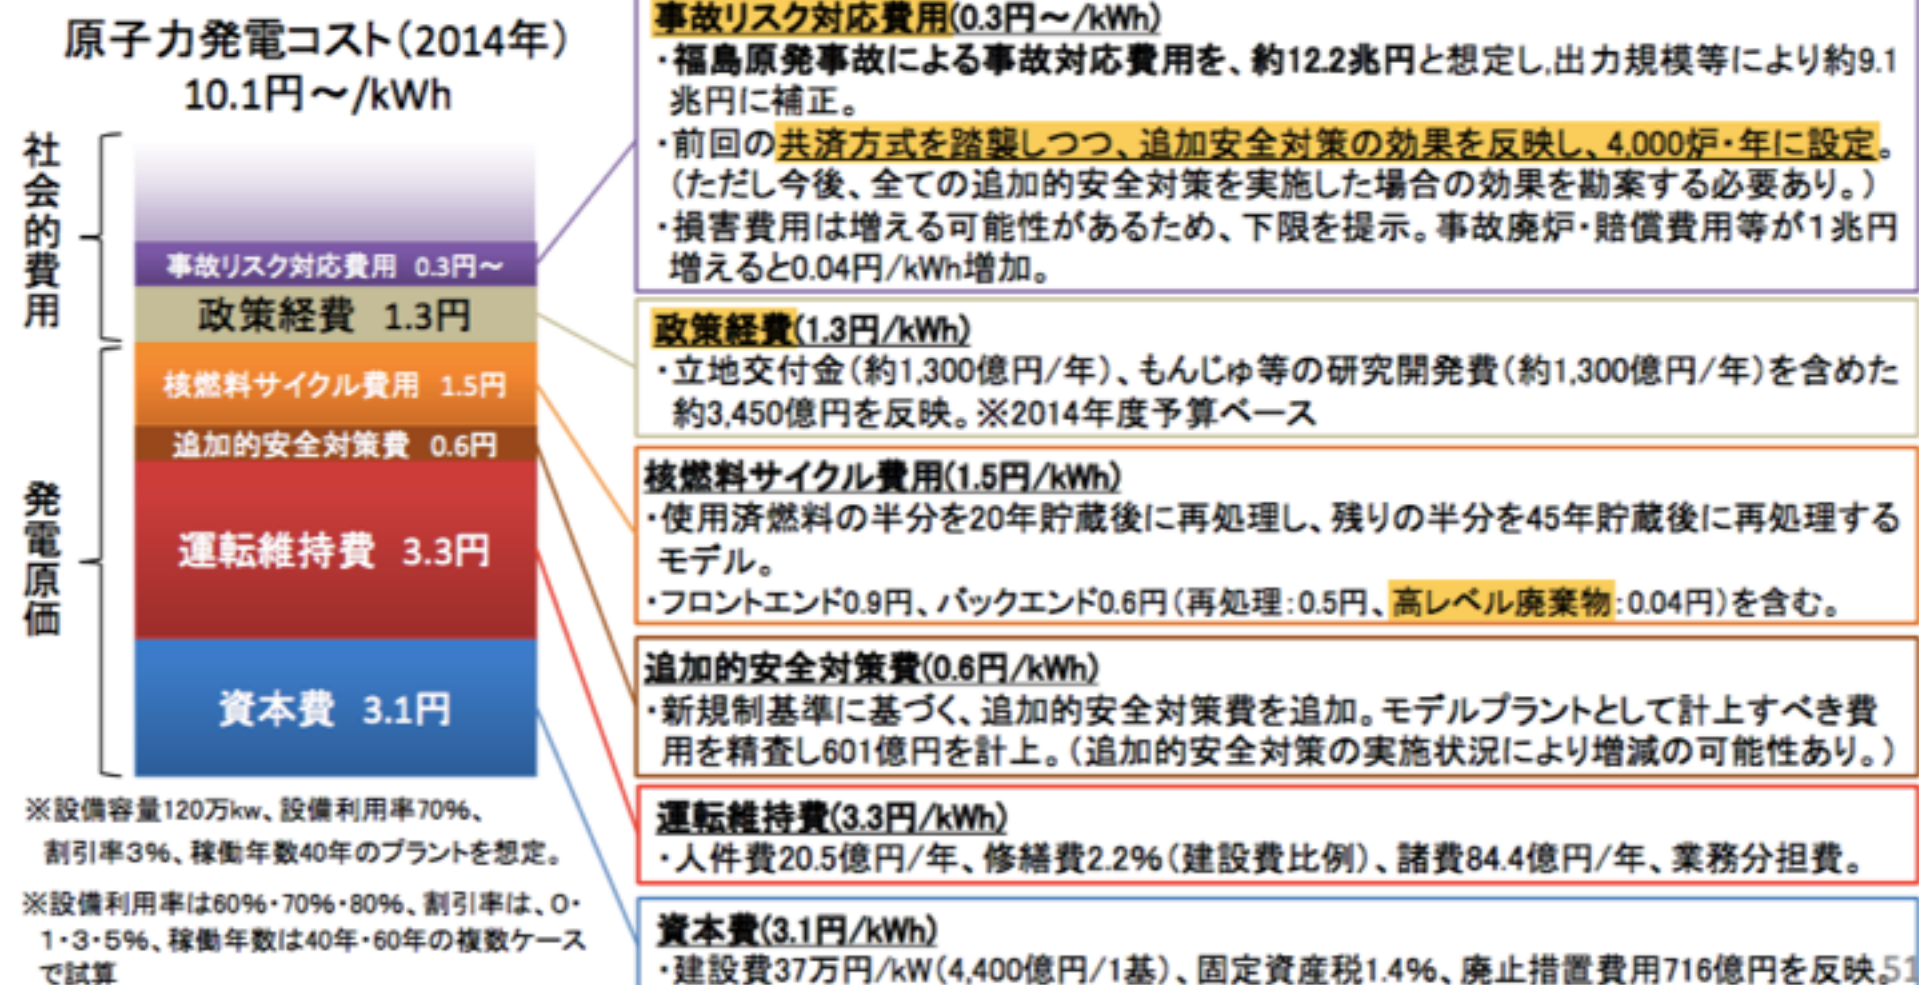 原子力発電コスト（2014年）
10.1円～/kWh
社会的費用
事故リスク対応費用 0.3円～
政策経費 1.3円
発電原価
核燃料サイクル費用 1.5円
追加的安全対策費 0.6円
運転維持費 3.3円
資本費 3.1円
※設備容量120万kw、設備利用率70%、
割引率3%、稼働年数40年のプラントを想定。
※設備利用率は60%・70%・80%、割引率は、0・
1・3・5%、稼働年数は40年・60年の複数ケース
で試算
事故リスク対応費用(0.3円～/kWh)
・福島原発事故による事故対応費用を、約12.2兆円と想定し,出力規模等により約9.1
兆円に補正。
・前回の共済方式を踏襲しつつ、追加安全対策の効果を反映し、4,000炉・年に設定。
（ただし今後、全ての追加的安全対策を実施した場合の効果を勘案する必要あり。）
・損害費用は増える可能性があるため、下限を提示。事故廃炉・賠償費用等が1兆円
増えると0.04円/kWh増加。
政策経費(1.3円/kWh)
・立地交付金（約1,300億円/年）、もんじゅ等の研究開発費（約1,300億円/年）を含めた
約3,450億円を反映。※2014年度予算ベース
核燃料サイクル費用(1.5円/kWh)
・使用済燃料の半分を20年貯蔵後に再処理し、残りの半分を45年貯蔵後に再処理する
モデル。
・フロントエンド0.9円、バックエンド0.6円（再処理：0.5円、高レベル廃棄物：0.04円）を含む。
追加的安全対策費(0.6円/kWh)
・新規制基準に基づく、追加的安全対策費を追加。モデルプラントとして計上すべき費
用を精査し601億円を計上。（追加的安全対策の実施状況により増減の可能性あり。）
運転維持費(3.3円/kWh)
・人件費20.5億円/年、修繕費2.2%（建設費比例）、諸費84.4億円/年、業務分担費。
資本費(3.1円/kWh)
・建設費37万円/kW（4,400億円/1基）、固定資産税1.4%、廃止措置費用716億円を反映。
51